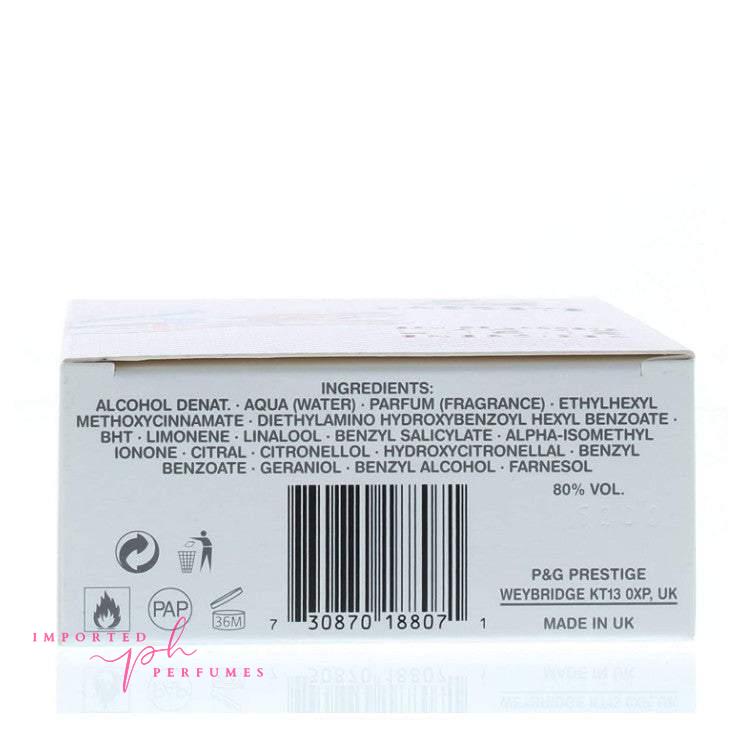 INGREDIENTS:
ALCOHOL DENAT. · AQUA (WATER) · PARFUM (FRAGRANCE) · ETHYLHEXYL
METHOXYCINNAMATE · DIETHYLAMINO HYDROXYBENZOYL HEXYL BENZOATE ·
BHT · LIMONENE · LINALOOL · BENZYL SALICYLATE · ALPHA-ISOMETHYL
IONONE · CITRAL · CITRONELLOL · HYDROXYCITRONELLAL · BENZYL
BENZOATE · GERANIOL · BENZYL ALCOHOL · FARNESOL
80% VOL.
P&G PRESTIGE
WEYBRIDGE KT13 0XP, UK
MADE IN UK
PAP
36M
7 30870 18807 1
IMPORTED
ph
PERFUMES